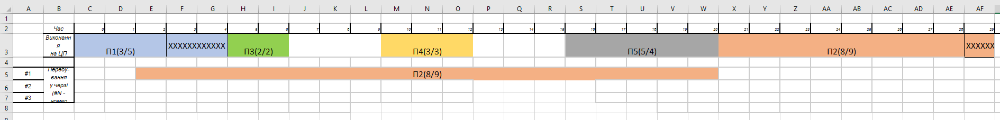 A B C D E F G H I J K L M N O P Q R S T U V W X Y Z AA AB AC AD AE AF
1
2 Час 0 1 2 3 4 5 6 7 8 9 10 11 12 13 14 15 16 17 18 19 20 21 22 23 24 25 26 27 28 29
Виконанн
я
3 на ЦП П1(3/5) XXXXXXXXXXXX П3(2/2) П4(3/3) П5(5/4) П2(8/9) XXXXXX
4
Перебу-
5 #1 вання П2(8/9)
6 #2 у черзі
(#N -
7 #3 номер
8
9